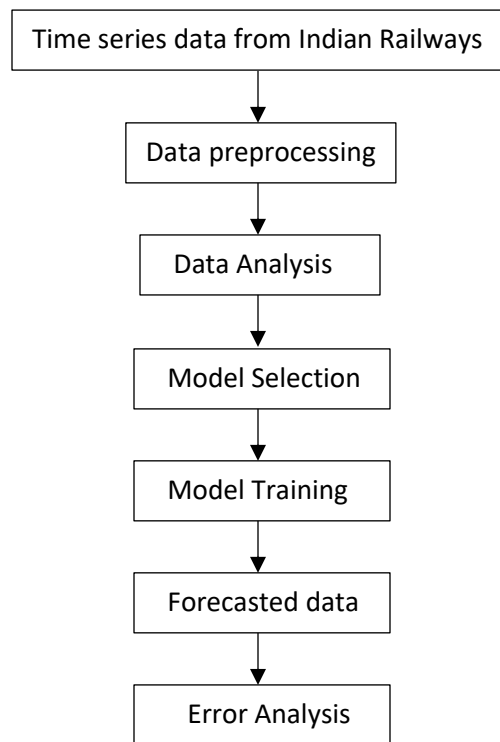 Time series data from Indian Railways
Data preprocessing
Data Analysis
Model Selection
Model Training
Forecasted data
Error Analysis